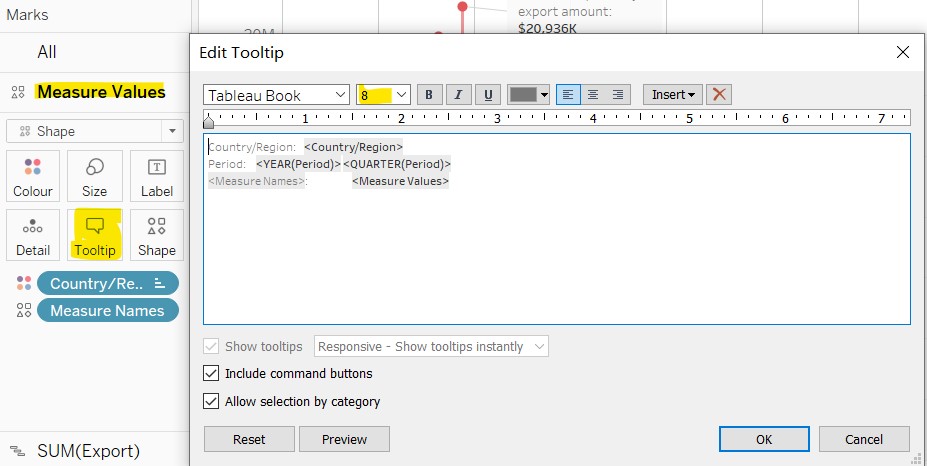 Marks
All
Measure Values
Shape
Colour
Size
Label
Detail
Tooltip
Shape
Country/Re..
Measure Names
SUM(Export)
20M
export amount:
$20,936K
Edit Tooltip
Tableau Book 8 B I U Insert
1 2 3 4 5 6 7
Country/Region: <Country/Region>
Period: <YEAR(Period)> <QUARTER(Period)>
<Measure Names>: <Measure Values>
Show tooltips Responsive - Show tooltips instantly
Include command buttons
Allow selection by category
Reset Preview OK Cancel